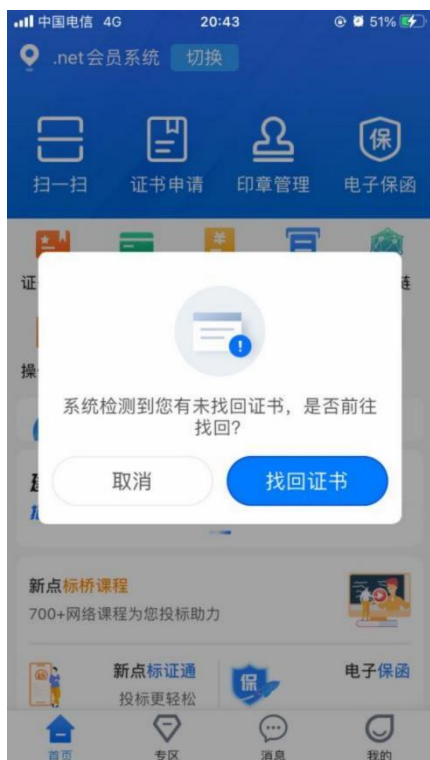 中国电信 4G 20:43 51%
.net会员系统 切换
扫一扫 证书申请 印章管理 电子保函
保
证 链
操
系统检测到您有未找回证书，是否前往
找回?
取消 找回证书
新点标桥课程
700+网络课程为您投标助力
新点标证通 电子保函
投标更轻松
保
首页 专区 消息 我的